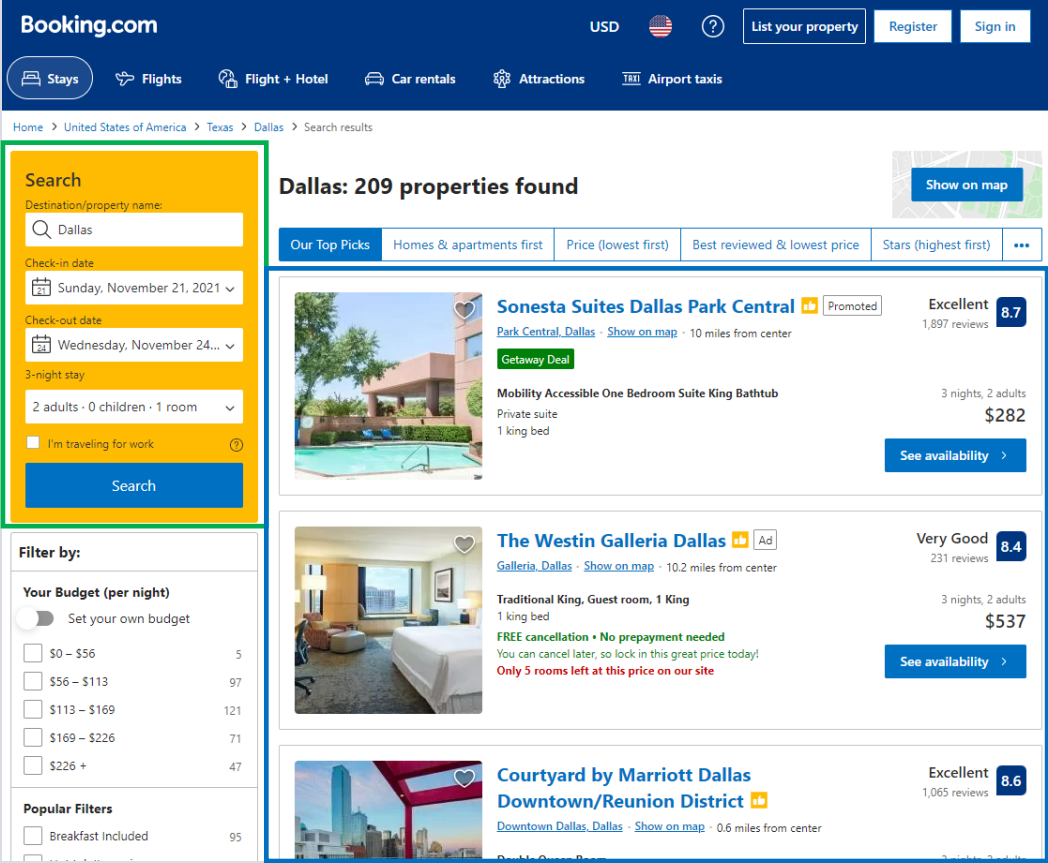 Booking.com
USD
?
List your property
Register
Sign in
Stays
Flights
Flight + Hotel
Car rentals
Attractions
TAXI
Airport taxis
Home > United States of America > Texas > Dallas > Search results
Search
Destination/property name:
Dallas
Check-in date
21
Sunday, November 21, 2021
Check-out date
24
Wednesday, November 24...
3-night stay
2 adults · 0 children · 1 room
I'm traveling for work
?
Search
Filter by:
Your Budget (per night)
Set your own budget
$0 – $56 5
$56 – $113 97
$113 – $169 121
$169 – $226 71
$226 + 47
Popular Filters
Breakfast Included 95
Dallas: 209 properties found
Show on map
Our Top Picks
Homes & apartments first
Price (lowest first)
Best reviewed & lowest price
Stars (highest first)
•••
Sonesta Suites Dallas Park Central
Promoted
Park Central, Dallas · Show on map · 10 miles from center
Getaway Deal
Mobility Accessible One Bedroom Suite King Bathtub
Private suite
1 king bed
Excellent
1,897 reviews
8.7
3 nights, 2 adults
$282
See availability >
The Westin Galleria Dallas
Ad
Galleria, Dallas · Show on map · 10.2 miles from center
Traditional King, Guest room, 1 King
1 king bed
FREE cancellation • No prepayment needed
You can cancel later, so lock in this great price today!
Only 5 rooms left at this price on our site
Very Good
231 reviews
8.4
3 nights, 2 adults
$537
See availability >
Courtyard by Marriott Dallas
Downtown/Reunion District
Downtown Dallas, Dallas · Show on map · 0.6 miles from center
Excellent
1,065 reviews
8.6